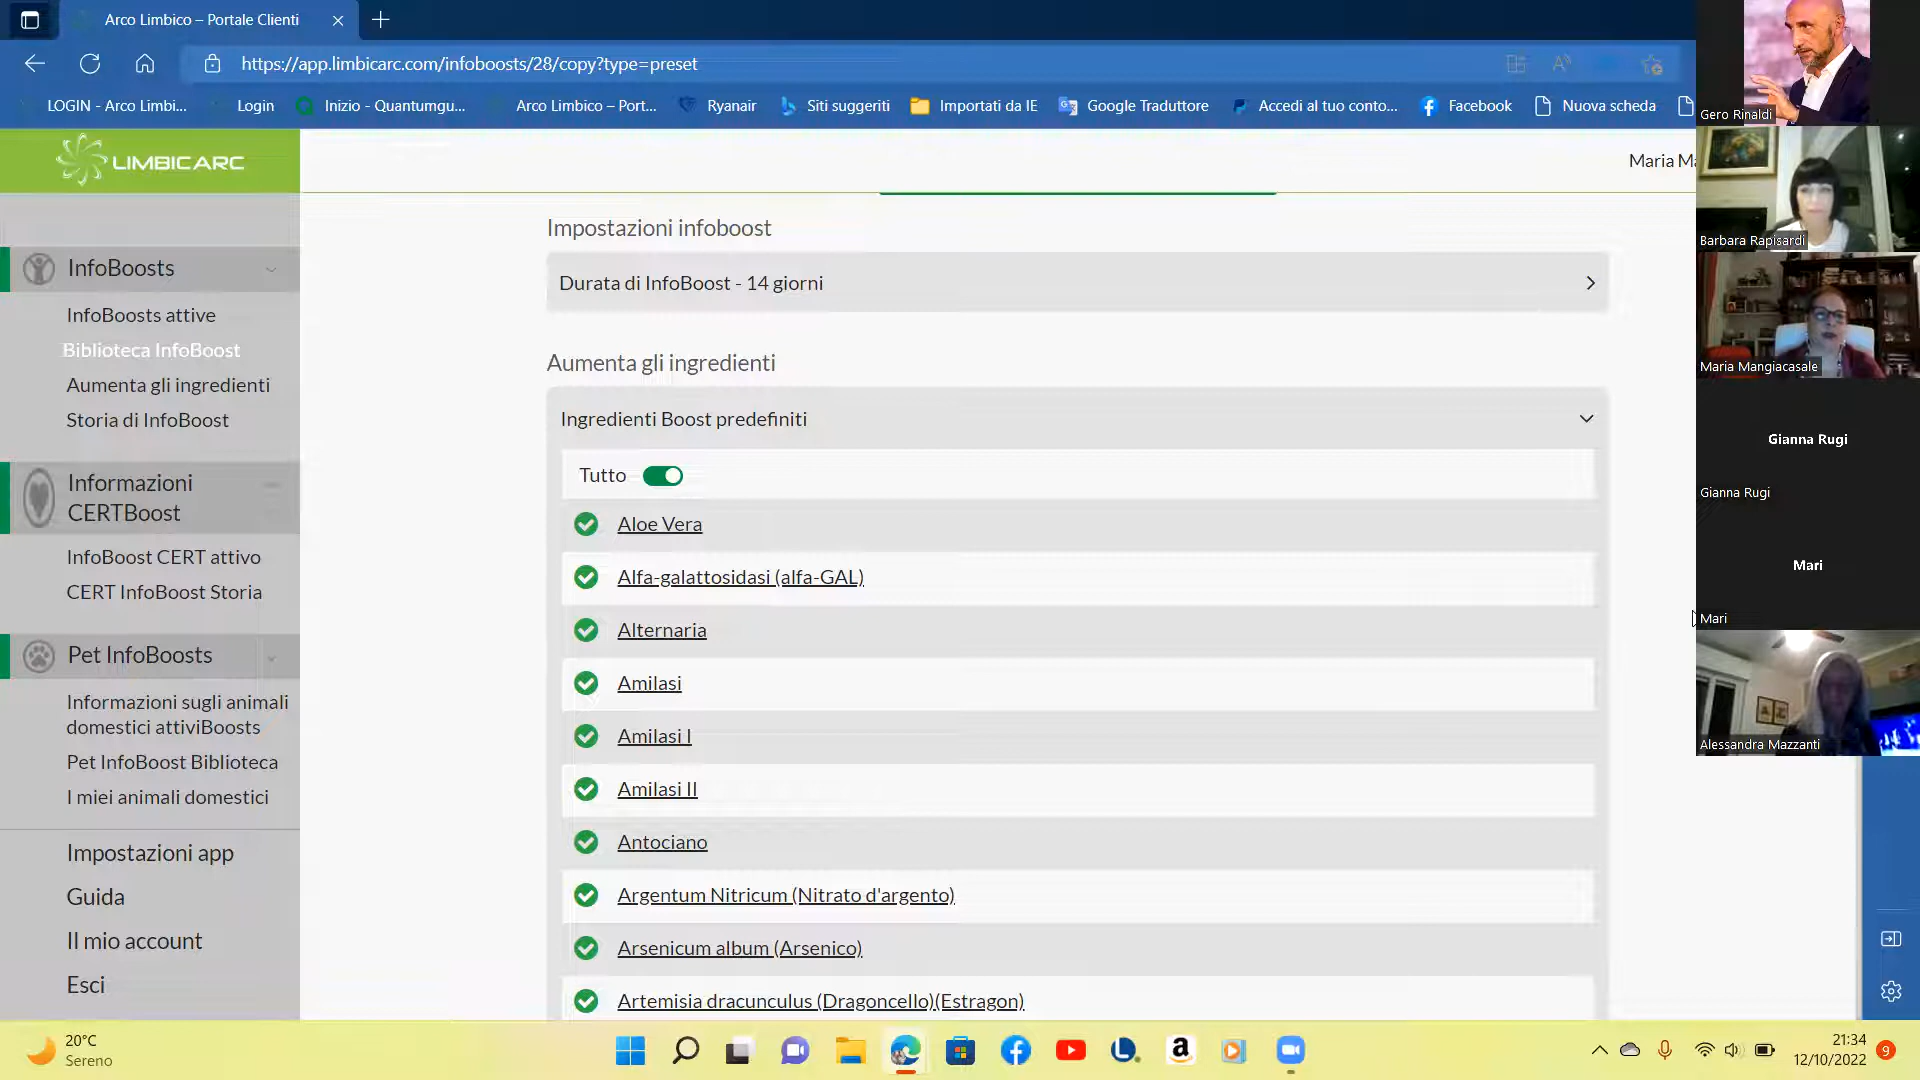 Arco Limbico – Portale Clienti
https://app.limbicarc.com/infoboosts/28/copy?type=preset
LOGIN - Arco Limbi...
Login
Inizio - Quantumgu...
Arco Limbico – Port...
Ryanair
Siti suggeriti
Importati da IE
Google Traduttore
Accedi al tuo conto...
Facebook
Nuova scheda
LIMBIC ARC
Maria Ma
InfoBoosts
InfoBoosts attive
Biblioteca InfoBoost
Aumenta gli ingredienti
Storia di InfoBoost
Informazioni
CERTBoost
InfoBoost CERT attivo
CERT InfoBoost Storia
Pet InfoBoosts
Informazioni sugli animali
domestici attiviBoosts
Pet InfoBoost Biblioteca
I miei animali domestici
Impostazioni app
Guida
Il mio account
Esci
Impostazioni infoboost
Durata di InfoBoost - 14 giorni
Aumenta gli ingredienti
Ingredienti Boost predefiniti
Tutto
Aloe Vera
Alfa-galattosidasi (alfa-GAL)
Alternaria
Amilasi
Amilasi I
Amilasi II
Antociano
Argentum Nitricum (Nitrato d'argento)
Arsenicum album (Arsenico)
Artemisia dracunculus (Dragoncello)(Estragon)
Gero Rinaldi
Barbara Rapisardi
Maria Mangiacasale
Gianna Rugi
Gianna Rugi
Mari
Mari
Alessandra Mazzanti
20°C
Sereno
21:34
12/10/2022
9